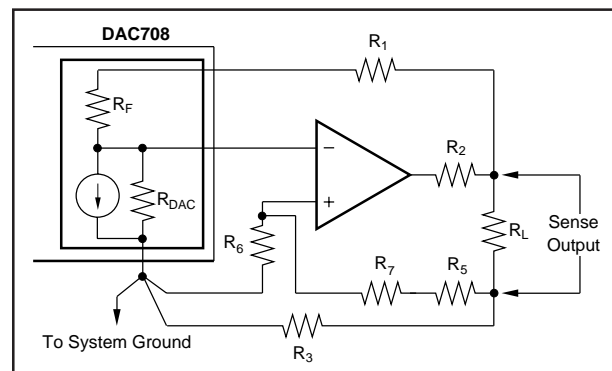 DAC708
R1
RF
R2
−
+
RDAC
RL
Sense
Output
R6
R7
R5
To System Ground
R3